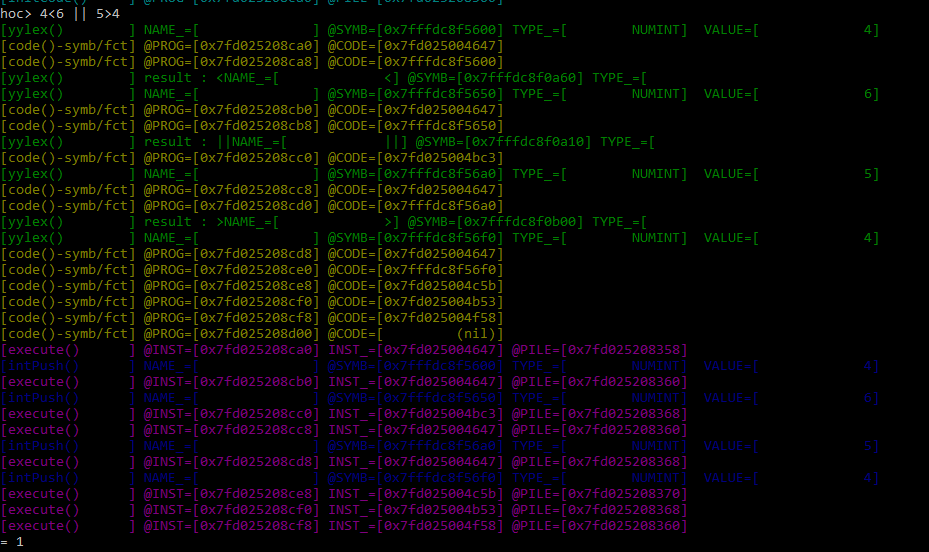 hoc> 4<6 || 5>4
[yylex()        ] NAME_=[              ] @SYMB=[0x7fffdc8f5600] TYPE_=[        NUMINT]  VALUE=[             4]
[code()-symb/fct] @PROG=[0x7fd025208ca0] @CODE=[0x7fd025004647]
[code()-symb/fct] @PROG=[0x7fd025208ca8] @CODE=[0x7fffdc8f5600]
[yylex()        ] result : <NAME_=[             <] @SYMB=[0x7fffdc8f0a60] TYPE_=[
[yylex()        ] NAME_=[              ] @SYMB=[0x7fffdc8f5650] TYPE_=[        NUMINT]  VALUE=[             6]
[code()-symb/fct] @PROG=[0x7fd025208cb0] @CODE=[0x7fd025004647]
[code()-symb/fct] @PROG=[0x7fd025208cb8] @CODE=[0x7fffdc8f5650]
[yylex()        ] result : ||NAME_=[            ||] @SYMB=[0x7fffdc8f0a10] TYPE_=[
[code()-symb/fct] @PROG=[0x7fd025208cc0] @CODE=[0x7fd025004bc3]
[yylex()        ] NAME_=[              ] @SYMB=[0x7fffdc8f56a0] TYPE_=[        NUMINT]  VALUE=[             5]
[code()-symb/fct] @PROG=[0x7fd025208cc8] @CODE=[0x7fd025004647]
[code()-symb/fct] @PROG=[0x7fd025208cd0] @CODE=[0x7fffdc8f56a0]
[yylex()        ] result : >NAME_=[             >] @SYMB=[0x7fffdc8f0b00] TYPE_=[
[yylex()        ] NAME_=[              ] @SYMB=[0x7fffdc8f56f0] TYPE_=[        NUMINT]  VALUE=[             4]
[code()-symb/fct] @PROG=[0x7fd025208cd8] @CODE=[0x7fd025004647]
[code()-symb/fct] @PROG=[0x7fd025208ce0] @CODE=[0x7fffdc8f56f0]
[code()-symb/fct] @PROG=[0x7fd025208ce8] @CODE=[0x7fd025004c5b]
[code()-symb/fct] @PROG=[0x7fd025208cf0] @CODE=[0x7fd025004b53]
[code()-symb/fct] @PROG=[0x7fd025208cf8] @CODE=[0x7fd025004f58]
[code()-symb/fct] @PROG=[0x7fd025208d00] @CODE=[         (nil)]
[execute()      ] @INST=[0x7fd025208ca0] INST_=[0x7fd025004647] @PILE=[0x7fd025208358]
[intPush()      ] NAME_=[              ] @SYMB=[0x7fffdc8f5600] TYPE_=[        NUMINT]  VALUE=[             4]
[execute()      ] @INST=[0x7fd025208cb0] INST_=[0x7fd025004647] @PILE=[0x7fd025208360]
[intPush()      ] NAME_=[              ] @SYMB=[0x7fffdc8f5650] TYPE_=[        NUMINT]  VALUE=[             6]
[execute()      ] @INST=[0x7fd025208cc0] INST_=[0x7fd025004bc3] @PILE=[0x7fd025208368]
[execute()      ] @INST=[0x7fd025208cc8] INST_=[0x7fd025004647] @PILE=[0x7fd025208360]
[intPush()      ] NAME_=[              ] @SYMB=[0x7fffdc8f56a0] TYPE_=[        NUMINT]  VALUE=[             5]
[execute()      ] @INST=[0x7fd025208cd8] INST_=[0x7fd025004647] @PILE=[0x7fd025208368]
[intPush()      ] NAME_=[              ] @SYMB=[0x7fffdc8f56f0] TYPE_=[        NUMINT]  VALUE=[             4]
[execute()      ] @INST=[0x7fd025208ce8] INST_=[0x7fd025004c5b] @PILE=[0x7fd025208370]
[execute()      ] @INST=[0x7fd025208cf0] INST_=[0x7fd025004b53] @PILE=[0x7fd025208368]
[execute()      ] @INST=[0x7fd025208cf8] INST_=[0x7fd025004f58] @PILE=[0x7fd025208360]
= 1